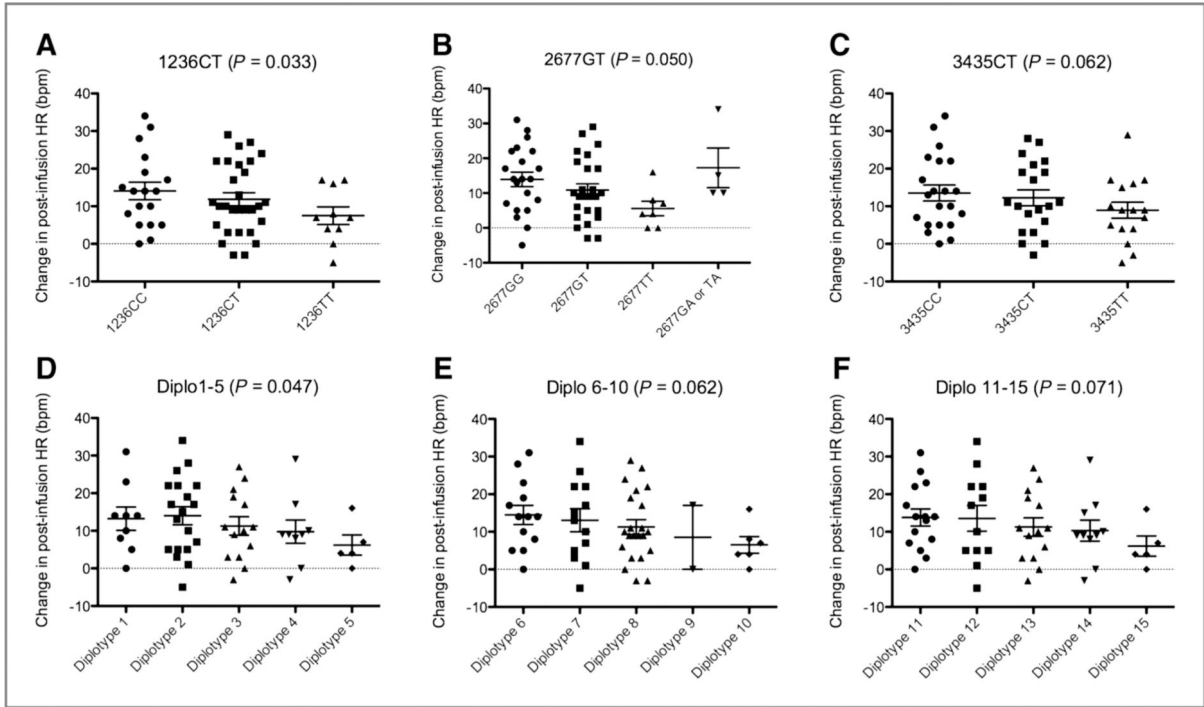 A
1236CT (P = 0.033)
Change in post-infusion HR (bpm)
40
30
20
10
0
-10
1236CC
1236CT
1236TT
B
2677GT (P = 0.050)
Change in post-infusion HR (bpm)
40
30
20
10
0
-10
2677GG
2677GT
2677TT
2677GA or TA
C
3435CT (P = 0.062)
Change in post-infusion HR (bpm)
40
30
20
10
0
-10
3435CC
3435CT
3435TT
D
Diplo1-5 (P = 0.047)
Change in post-infusion HR (bpm)
40
30
20
10
0
-10
Diplotype 1
Diplotype 2
Diplotype 3
Diplotype 4
Diplotype 5
E
Diplo 6-10 (P = 0.062)
Change in post-infusion HR (bpm)
40
30
20
10
0
-10
Diplotype 6
Diplotype 7
Diplotype 8
Diplotype 9
Diplotype 10
F
Diplo 11-15 (P = 0.071)
Change in post-infusion HR (bpm)
40
30
20
10
0
-10
Diplotype 11
Diplotype 12
Diplotype 13
Diplotype 14
Diplotype 15